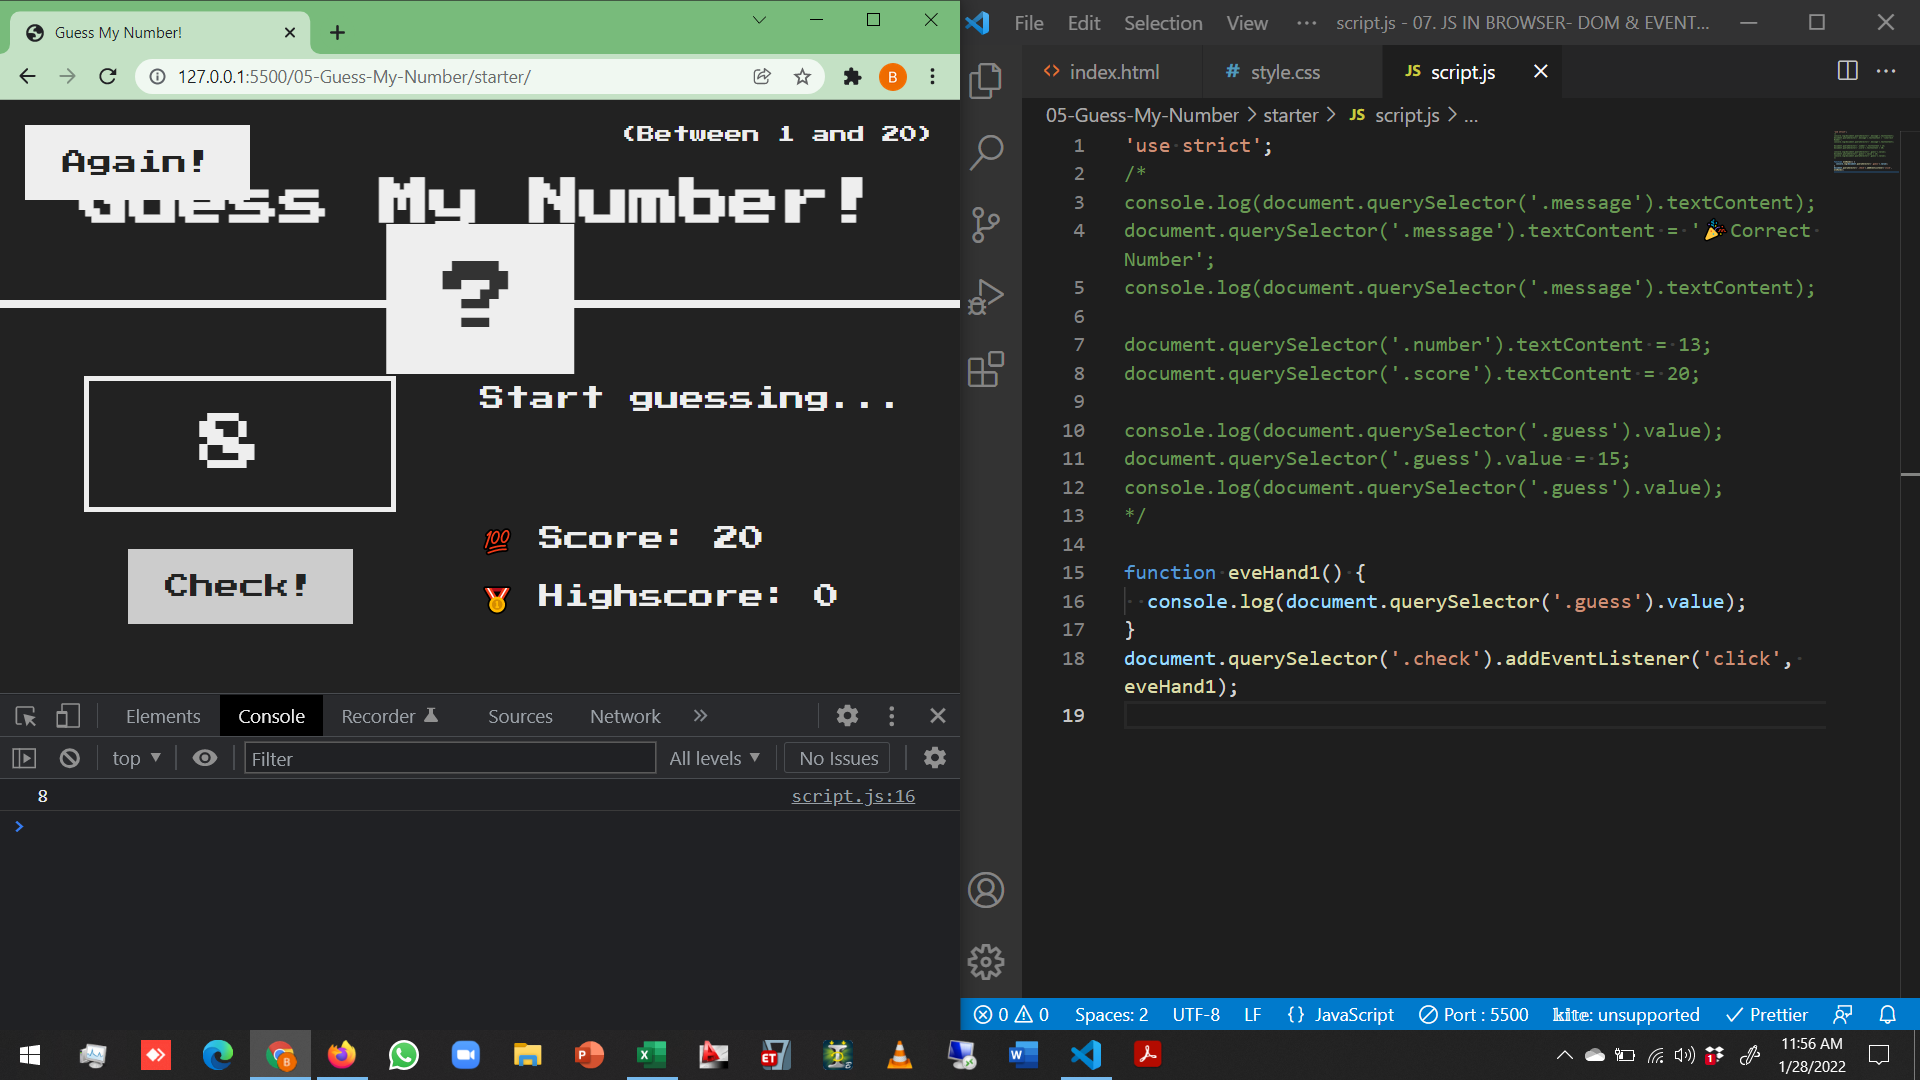 Guess My Number!
127.0.0.1:5500/05-Guess-My-Number/starter/
B
Again!
(Between 1 and 20)
Guess My Number!
?
8
Start guessing...
Check!
💯 Score: 20
🥇 Highscore: 0
Elements Console Recorder Sources Network »
top ▼ Filter All levels ▼ No Issues
8 script.js:16
>
File Edit Selection View ··· script.js - 07. JS IN BROWSER- DOM & EVENT...
<> index.html # style.css JS script.js
05-Guess-My-Number > starter > JS script.js > ...
1 'use strict';
2 /*
3 console.log(document.querySelector('.message').textContent);
4 document.querySelector('.message').textContent = '🎉Correct
Number';
5 console.log(document.querySelector('.message').textContent);
6
7 document.querySelector('.number').textContent = 13;
8 document.querySelector('.score').textContent = 20;
9
10 console.log(document.querySelector('.guess').value);
11 document.querySelector('.guess').value = 15;
12 console.log(document.querySelector('.guess').value);
13 */
14
15 function eveHand1() {
16 console.log(document.querySelector('.guess').value);
17 }
18 document.querySelector('.check').addEventListener('click',
eveHand1);
19
0 0 Spaces: 2 UTF-8 LF {} JavaScript Port : 5500 kite: unsupported Prettier
11:56 AM
1/28/2022